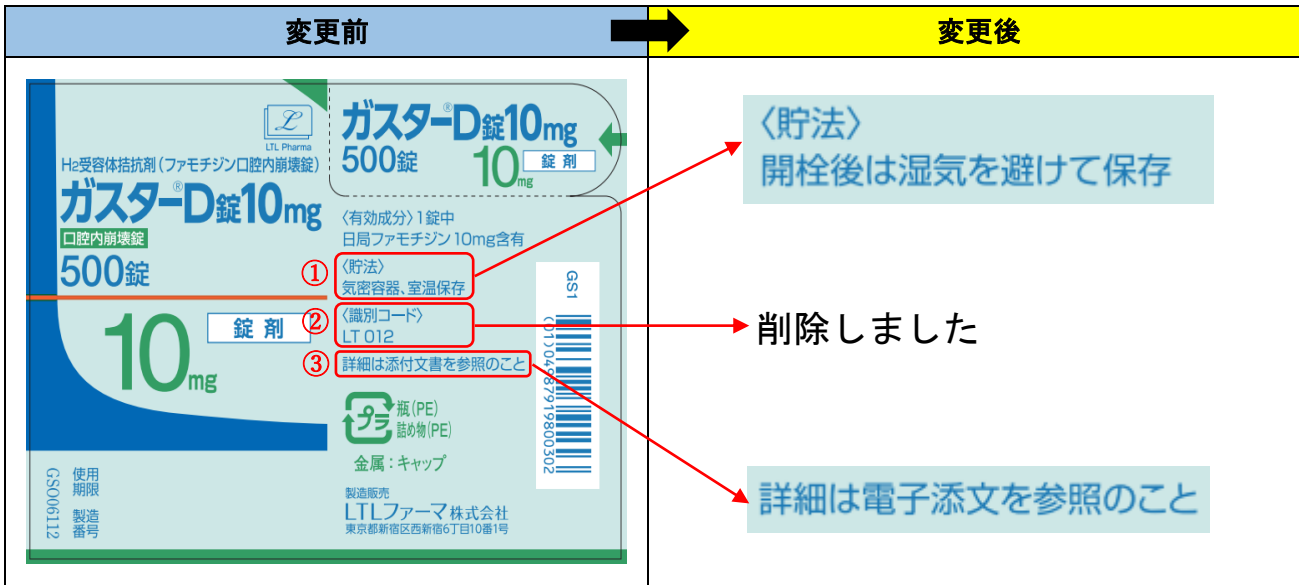 変更前
変更後
LTL Pharma
H2受容体拮抗剤(ファモチジン口腔内崩壊錠)
ガスター®D錠10mg
口腔内崩壊錠
500錠
10mg
錠剤
使用期限
製造番号
GSO06112
ガスター®D錠10mg
500錠
10mg
錠剤
〈有効成分〉1錠中
日局ファモチジン10mg含有
①
〈貯法〉
気密容器、室温保存
②
〈識別コード〉
LT 012
③
詳細は添付文書を参照のこと
プラ
瓶(PE)
詰め物(PE)
金属:キャップ
製造販売
LTLファーマ株式会社
東京都新宿区西新宿6丁目10番1号
GS1
(01)04987919800302
〈貯法〉
開栓後は湿気を避けて保存
削除しました
詳細は電子添文を参照のこと